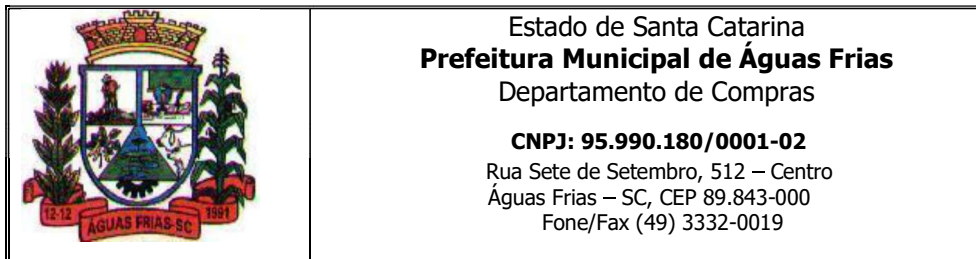 12-12
ÁGUAS FRIAS-SC
1991
Estado de Santa Catarina
Prefeitura Municipal de Águas Frias
Departamento de Compras
CNPJ: 95.990.180/0001-02
Rua Sete de Setembro, 512 – Centro
Águas Frias – SC, CEP 89.843-000
Fone/Fax (49) 3332-0019